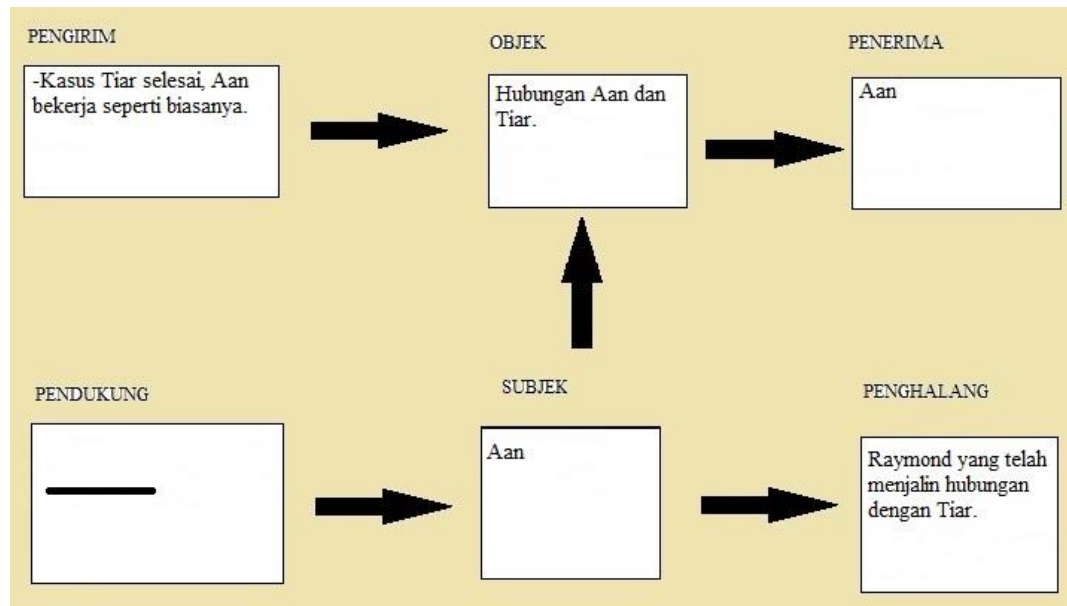 PENGIRIM
-Kasus Tiar selesai, Aan
bekerja seperti biasanya.
OBJEK
Hubungan Aan dan
Tiar.
PENERIMA
Aan
PENDUKUNG
SUBJEK
Aan
PENGHALANG
Raymond yang telah
menjalin hubungan
dengan Tiar.